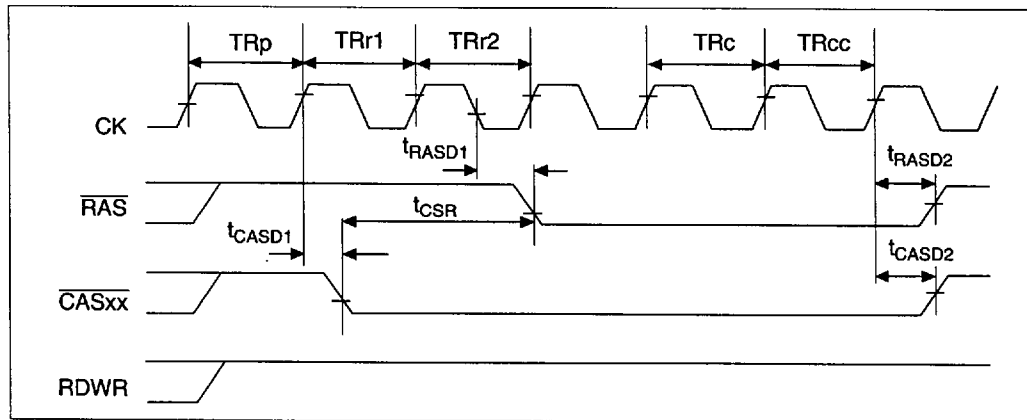 TRp TRr1 TRr2 TRc TRcc
CK
tRASD1 tRASD2
RAS
tCSR
tCASD1 tCASD2
CASxx
RDWR